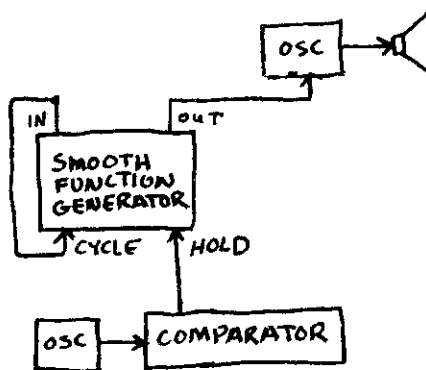 OSC
IN
OUT
SMOOTH
FUNCTION
GENERATOR
CYCLE
HOLD
OSC
COMPARATOR